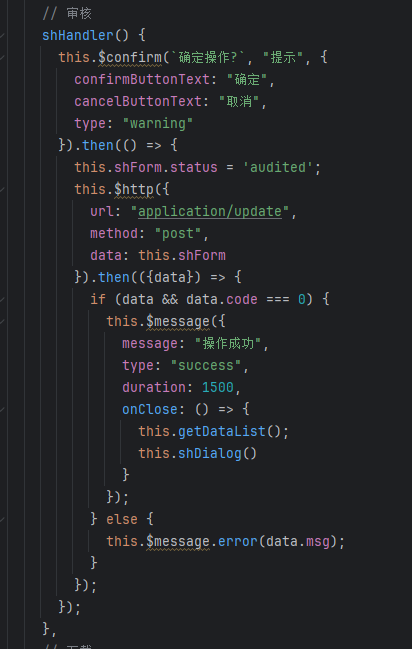 // 审核
shHandler() {
this.$confirm(`确定操作?`, "提示", {
confirmButtonText: "确定",
cancelButtonText: "取消",
type: "warning"
}).then(() => {
this.shForm.status = 'audited';
this.$http({
url: "application/update",
method: "post",
data: this.shForm
}).then(({data}) => {
if (data && data.code === 0) {
this.$message({
message: "操作成功",
type: "success",
duration: 1500,
onClose: () => {
this.getDataList();
this.shDialog()
}
});
} else {
this.$message.error(data.msg);
}
});
});
},